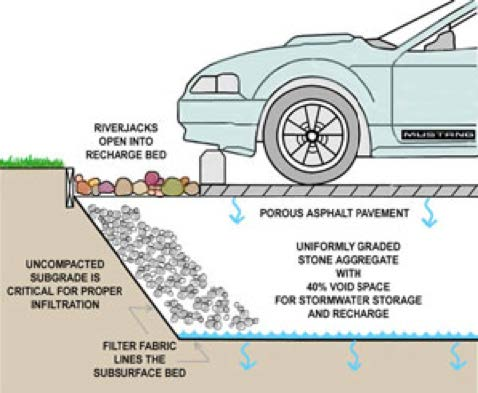 RIVERJACKS
OPEN INTO
RECHARGE BED
MUSTANG
POROUS ASPHALT PAVEMENT
UNIFORMLY GRADED
STONE AGGREGATE
WITH
40% VOID SPACE
FOR STORMWATER STORAGE
AND RECHARGE
UNCOMPACTED
SUBGRADE IS
CRITICAL FOR PROPER
INFILTRATION
FILTER FABRIC
LINES THE
SUBSURFACE BED